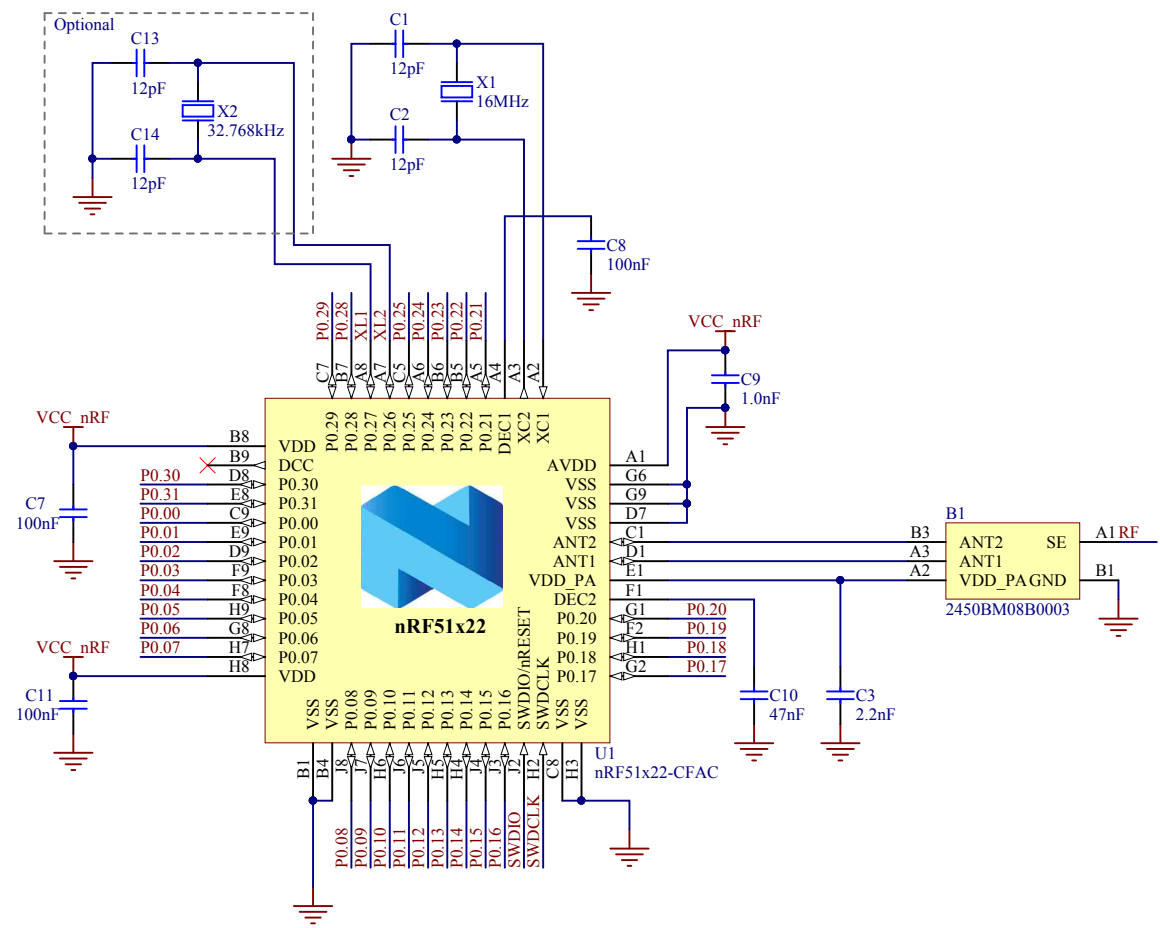 Optional
C13
12pF
X2
32.768kHz
C14
12pF
C1
12pF
X1
16MHz
C2
12pF
C8
100nF
P0.29
P0.28
XL1
XL2
P0.25
P0.24
P0.23
P0.22
P0.21
C7
B7
A8
A7
C5
A6
B6
B5
A5
A4
A3
A2
P0.29
P0.28
P0.27
P0.26
P0.25
P0.24
P0.23
P0.22
P0.21
DEC1
XC2
XC1
VCC_nRF
C9
1.0nF
VCC_nRF
C7
100nF
VCC_nRF
C11
100nF
B8 VDD
B9 DCC
P0.30 D8 P0.30
P0.31 E8 P0.31
P0.00 C9 P0.00
P0.01 E9 P0.01
P0.02 D9 P0.02
P0.03 F9 P0.03
P0.04 F8 P0.04
P0.05 H9 P0.05
P0.06 G8 P0.06
P0.07 H7 P0.07
H8 VDD
nRF51x22
AVDD A1
VSS G6
VSS G9
VSS D7
ANT2 C1
ANT1 D1
VDD_PA E1
DEC2 F1
P0.20 G1 P0.20
P0.19 F2 P0.19
P0.18 H1 P0.18
P0.17 G2 P0.17
B1
B3 ANT2 SE A1 RF
A3 ANT1
A2 VDD_PA GND B1
2450BM08B0003
C10
47nF
C3
2.2nF
VSS
VSS
P0.08
P0.09
P0.10
P0.11
P0.12
P0.13
P0.14
P0.15
P0.16
SWDIO/nRESET
SWDCLK
VSS
VSS
U1
nRF51x22-CFAC
B1
B4
J8
J7
H6
J6
J5
H5
H4
J4
J3
J2
H2
C8
H3
P0.08
P0.09
P0.10
P0.11
P0.12
P0.13
P0.14
P0.15
P0.16
SWDIO
SWDCLK